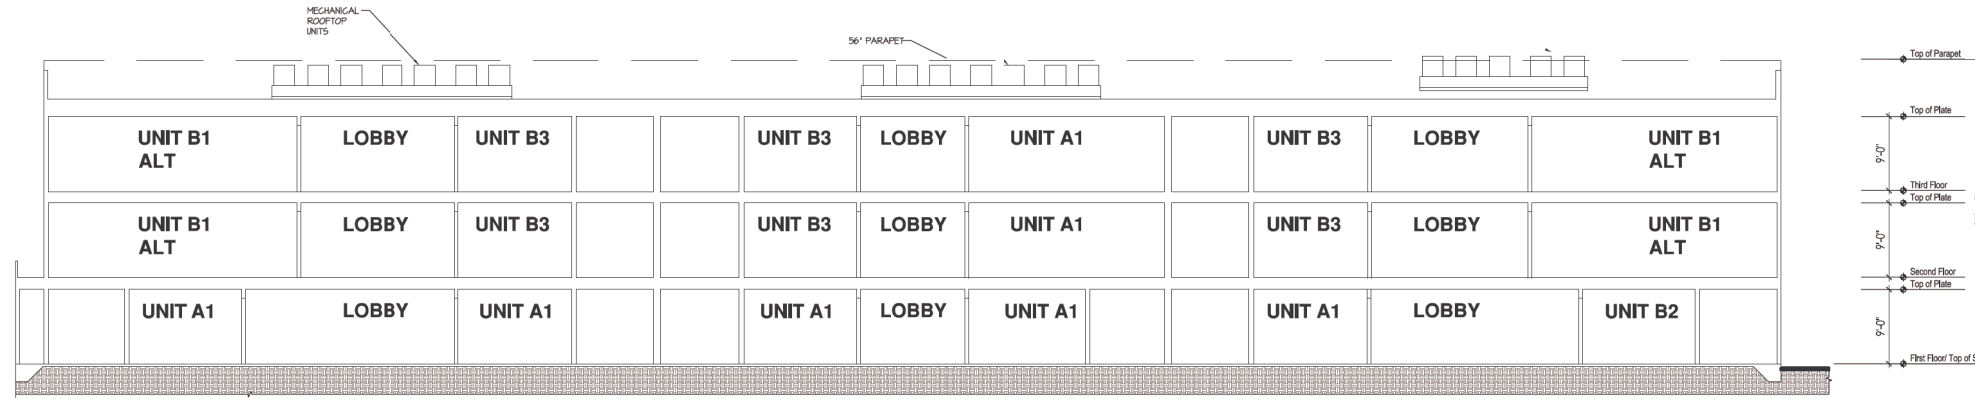 MECHANICAL
ROOFTOP
UNITS
56" PARAPET
Top of Parapet
Top of Plate
UNIT B1 LOBBY UNIT B3 UNIT B3 LOBBY UNIT A1 UNIT B3 LOBBY UNIT B1
ALT ALT
9'-0"
Third Floor
Top of Plate
UNIT B1 LOBBY UNIT B3 UNIT B3 LOBBY UNIT A1 UNIT B3 LOBBY UNIT B1
ALT ALT
9'-0"
Second Floor
Top of Plate
UNIT A1 LOBBY UNIT A1 UNIT A1 LOBBY UNIT A1 UNIT A1 LOBBY UNIT B2
9'-0"
First Floor/ Top of S